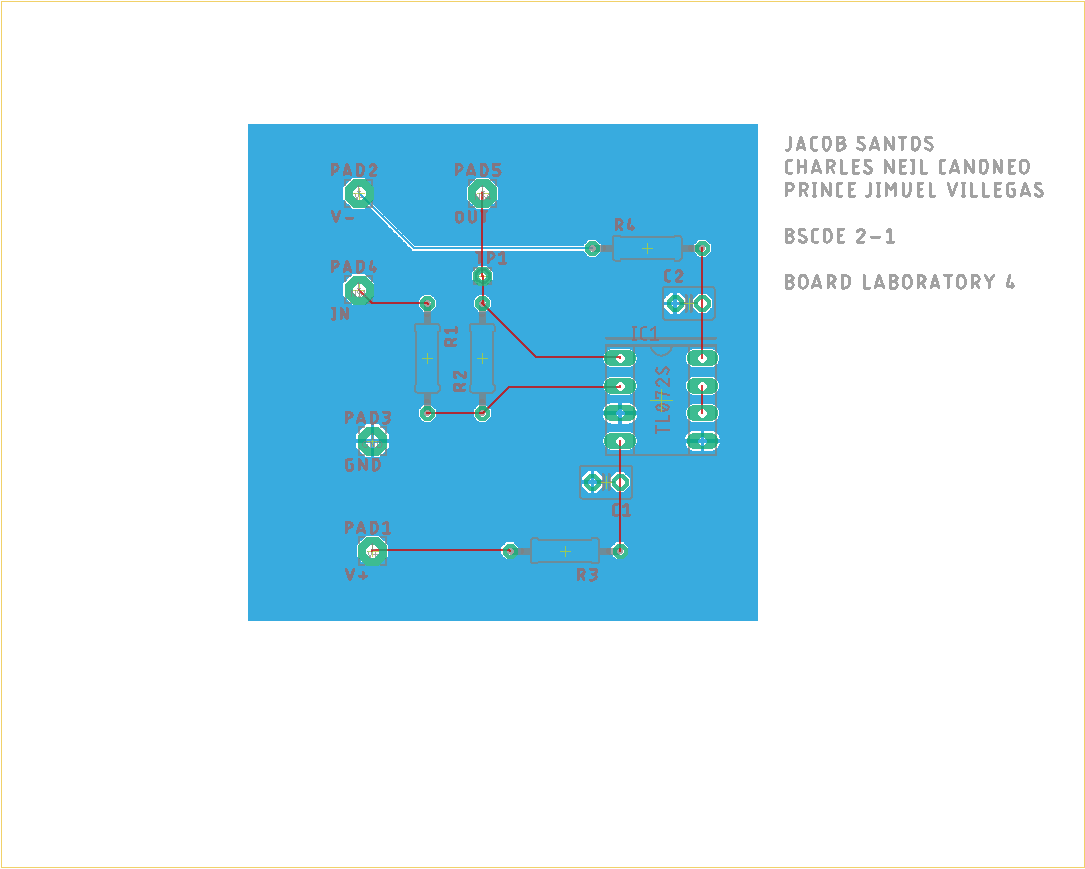 PAD2
PAD5
V-
OUT
R4
TP1
PAD4
C2
IN
R1
IC1
R2
TL072S
PAD3
GND
C1
PAD1
V+
R3
JACOB SANTOS
CHARLES NEIL CANONEO
PRINCE JIMUEL VILLEGAS
BSCOE 2-1
BOARD LABORATORY 4